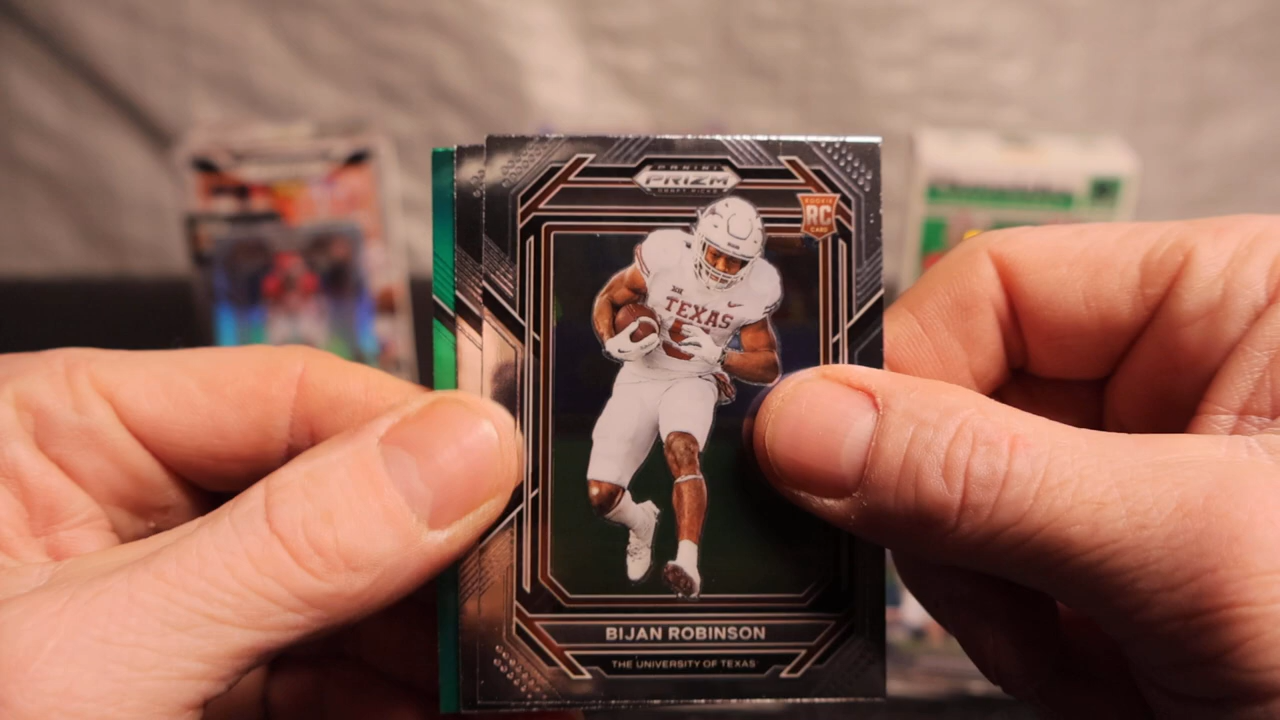 PANINI
PRIZM
DRAFT PICKS
ROOKIE
RC
CARD
TEXAS
BIJAN ROBINSON
THE UNIVERSITY OF TEXAS